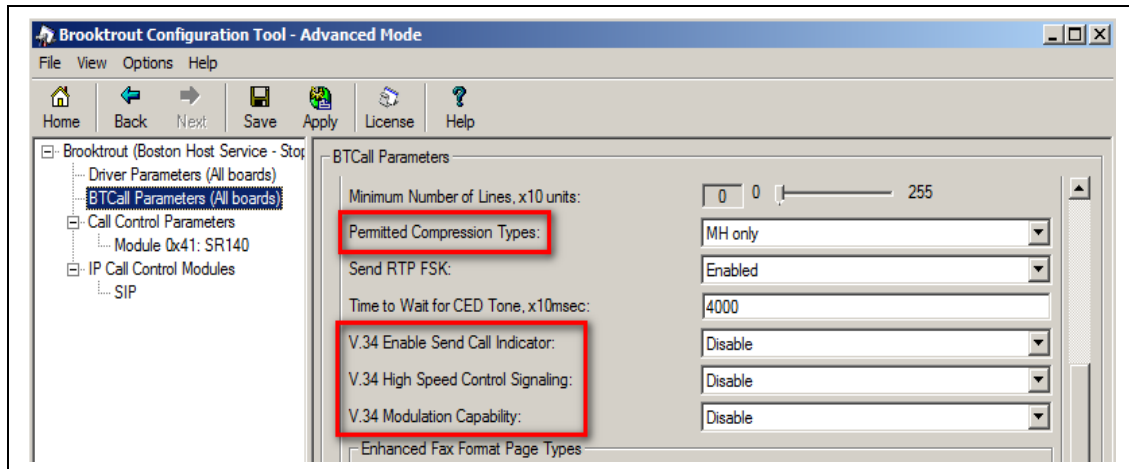 Brooktrout Configuration Tool - Advanced Mode
File View Options Help
Home Back Next Save Apply License Help
Brooktrout (Boston Host Service - Stop
Driver Parameters (All boards)
BTCall Parameters (All boards)
Call Control Parameters
Module 0x41: SR140
IP Call Control Modules
SIP
BTCall Parameters
Minimum Number of Lines, x10 units: 0 0 255
Permitted Compression Types: MH only
Send RTP FSK: Enabled
Time to Wait for CED Tone, x10msec: 4000
V.34 Enable Send Call Indicator: Disable
V.34 High Speed Control Signaling: Disable
V.34 Modulation Capability: Disable
Enhanced Fax Format Page Types